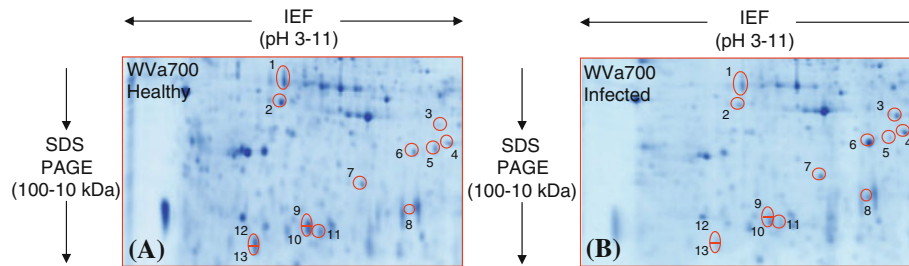 IEF
(pH 3-11)
SDS
PAGE
(100-10 kDa)
WVa700
Healthy
1
2
3
4
5
6
7
8
9
10
11
12
13
(A)
IEF
(pH 3-11)
SDS
PAGE
(100-10 kDa)
WVa700
Infected
1
2
3
4
5
6
7
8
9
10
11
12
13
(B)